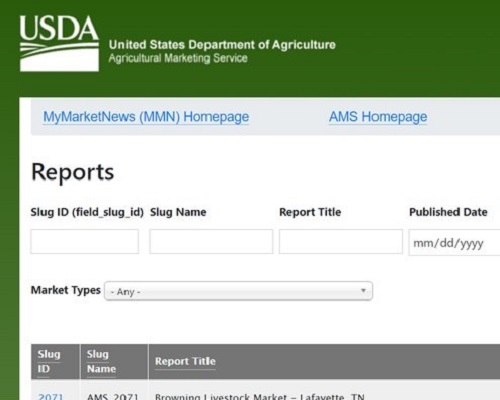 USDA
United States Department of Agriculture
Agricultural Marketing Service
MyMarketNews (MMN) Homepage AMS Homepage
Reports
Slug ID (field_slug_id) Slug Name Report Title Published Date
mm/dd/yyyy
Market Types - Any -
Slug ID Slug Name Report Title
2071 AMS_2071 Browning Livestock Market - Lafayette, TN